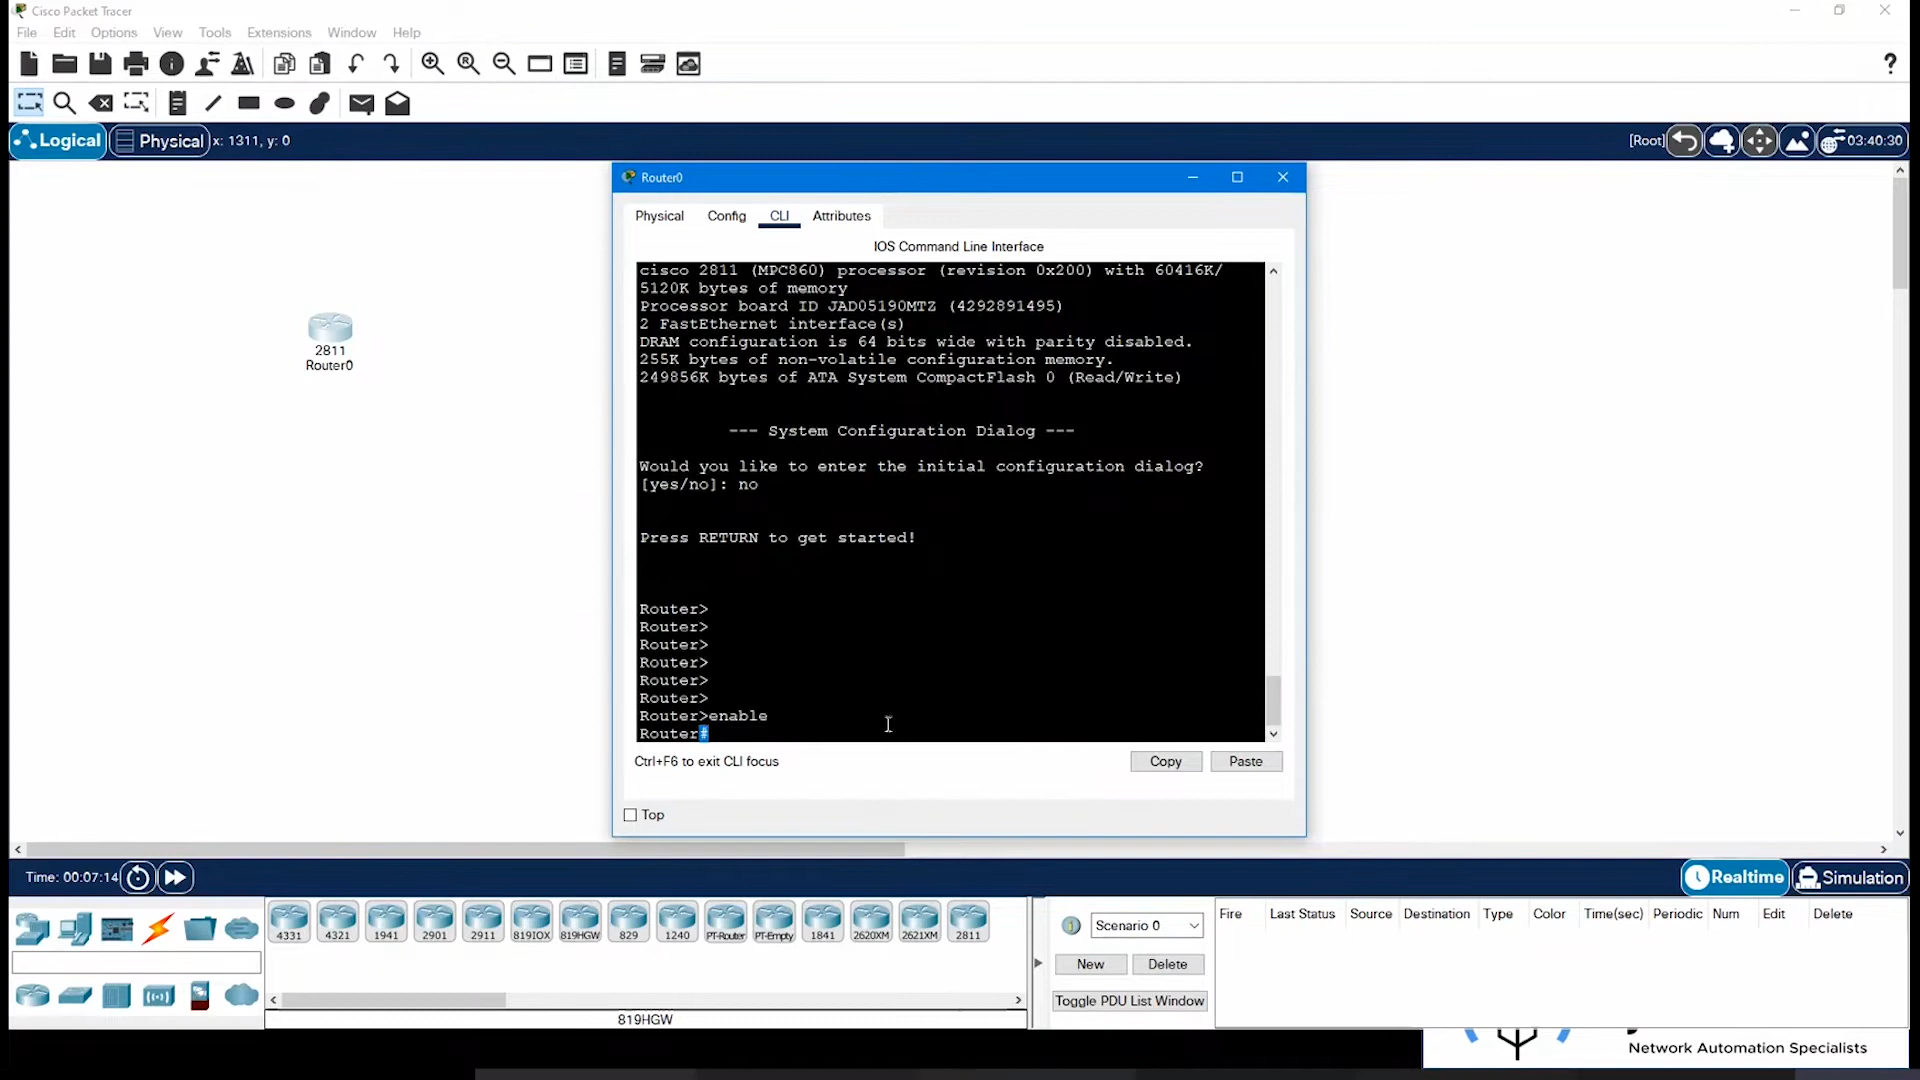 Cisco Packet Tracer
File Edit Options View Tools Extensions Window Help
?
Logical Physical x: 1311, y: 0 [Root] 03:40:30
2811
Router0
Router0
Physical Config CLI Attributes
IOS Command Line Interface
cisco 2811 (MPC860) processor (revision 0x200) with 60416K/
5120K bytes of memory
Processor board ID JAD05190MTZ (4292891495)
2 FastEthernet interface(s)
DRAM configuration is 64 bits wide with parity disabled.
255K bytes of non-volatile configuration memory.
249856K bytes of ATA System CompactFlash 0 (Read/Write)
--- System Configuration Dialog ---
Would you like to enter the initial configuration dialog?
[yes/no]: no
Press RETURN to get started!
Router>
Router>
Router>
Router>
Router>
Router>
Router>enable
Router#
Ctrl+F6 to exit CLI focus Copy Paste
Top
Time: 00:07:14 Realtime Simulation
4331 4321 1941 2901 2911 819IOX 819HGW 829 1240 PT-Router PT-Empty 1841 2620XM 2621XM 2811
819HGW
Scenario 0
New Delete
Toggle PDU List Window
Fire Last Status Source Destination Type Color Time(sec) Periodic Num Edit Delete
Network Automation Specialists